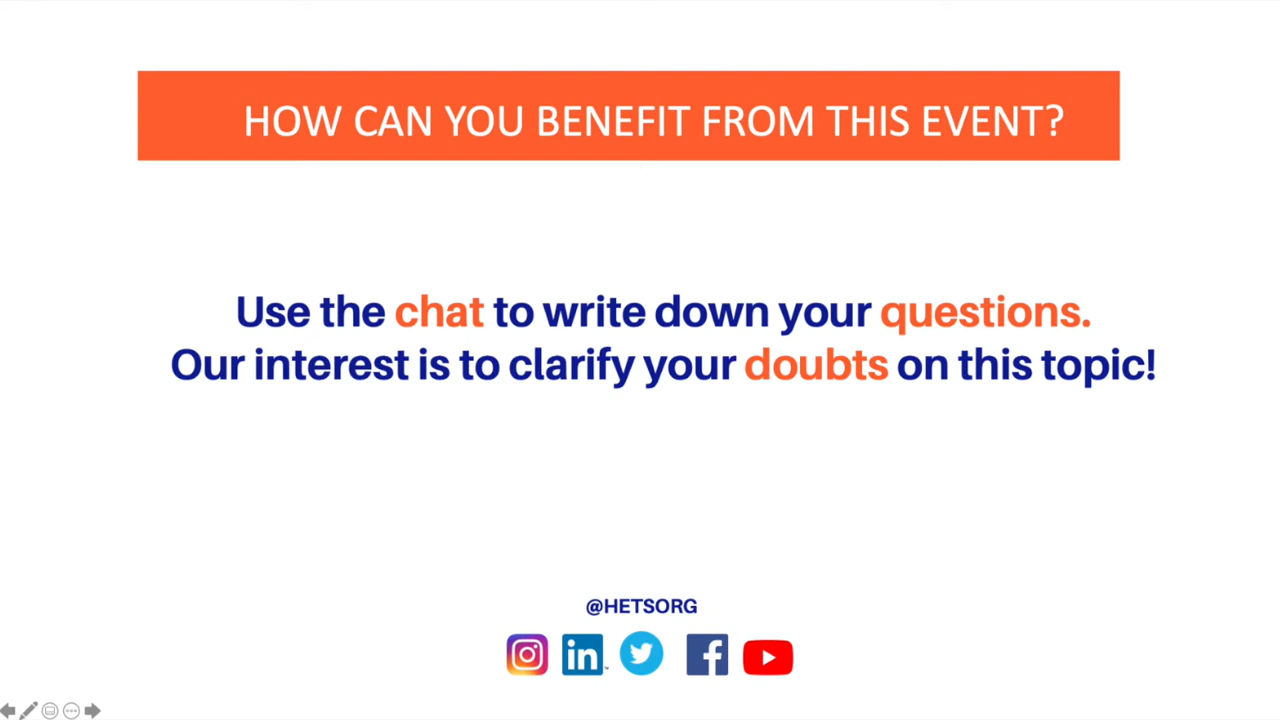 HOW CAN YOU BENEFIT FROM THIS EVENT?
Use the chat to write down your questions.
Our interest is to clarify your doubts on this topic!
@HETSORG
in